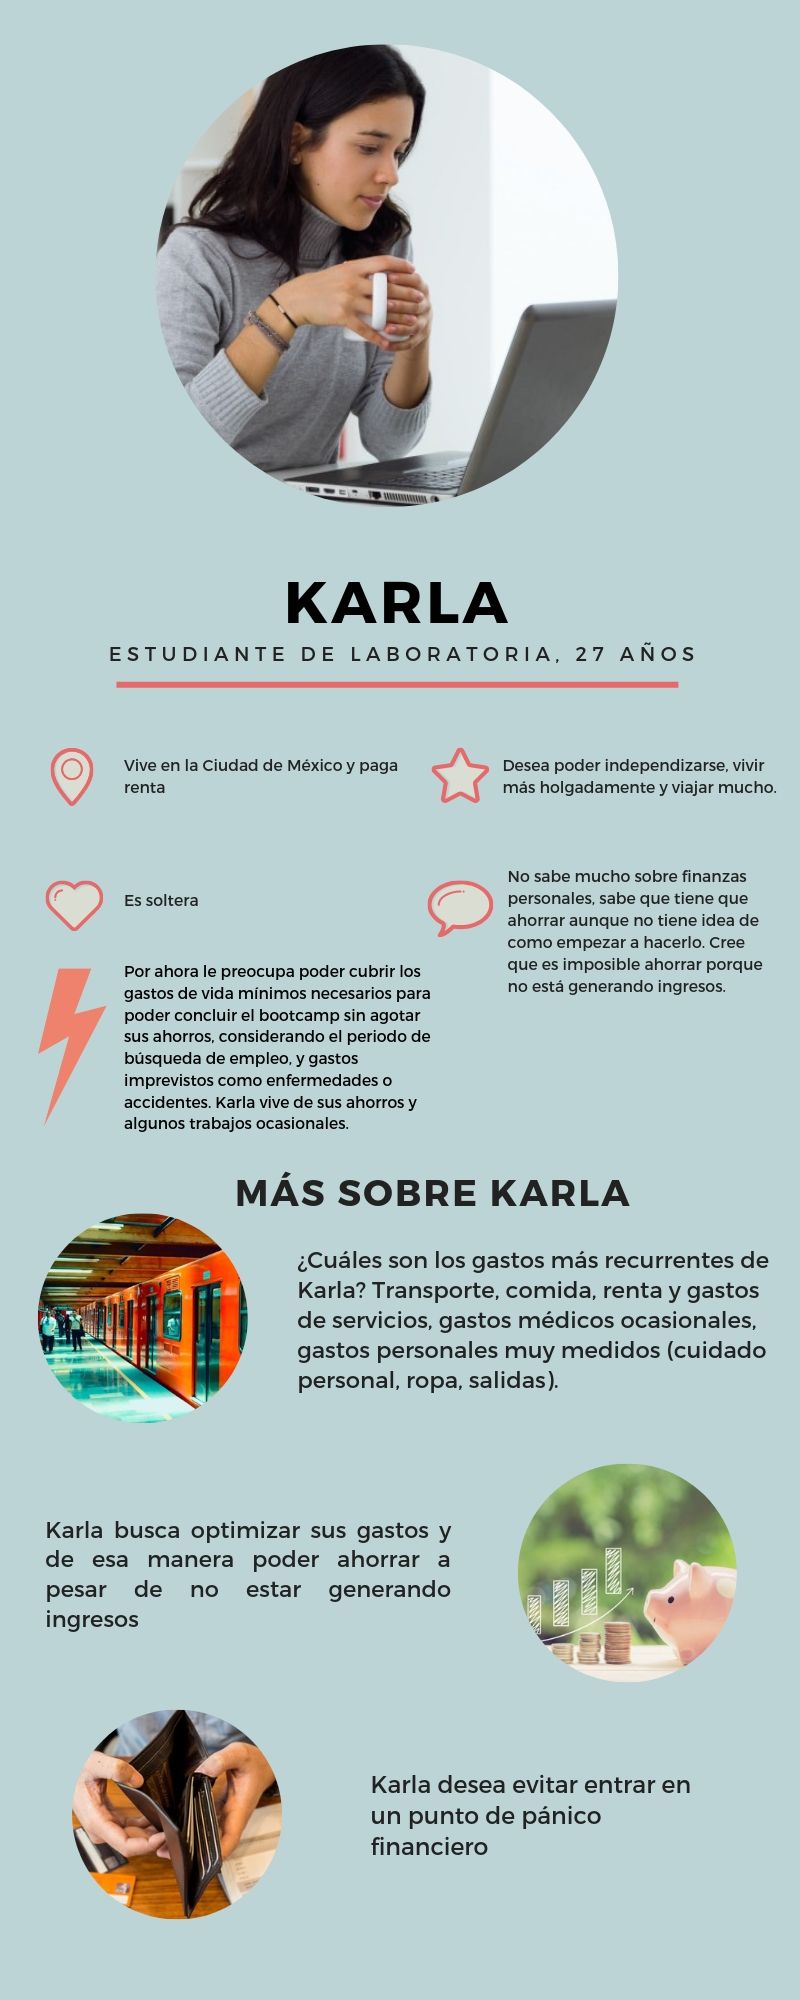 KARLA
ESTUDIANTE DE LABORATORIA, 27 AÑOS
Vive en la Ciudad de México y paga
renta
Desea poder independizarse, vivir
más holgadamente y viajar mucho.
Es soltera
No sabe mucho sobre finanzas
personales, sabe que tiene que
ahorrar aunque no tiene idea de
como empezar a hacerlo. Cree
que es imposible ahorrar porque
no está generando ingresos.
Por ahora le preocupa poder cubrir los
gastos de vida mínimos necesarios para
poder concluir el bootcamp sin agotar
sus ahorros, considerando el periodo de
búsqueda de empleo, y gastos
imprevistos como enfermedades o
accidentes. Karla vive de sus ahorros y
algunos trabajos ocasionales.
MÁS SOBRE KARLA
¿Cuáles son los gastos más recurrentes de
Karla? Transporte, comida, renta y gastos
de servicios, gastos médicos ocasionales,
gastos personales muy medidos (cuidado
personal, ropa, salidas).
Karla busca optimizar sus gastos y
de esa manera poder ahorrar a
pesar de no estar generando
ingresos
Karla desea evitar entrar en
un punto de pánico
financiero